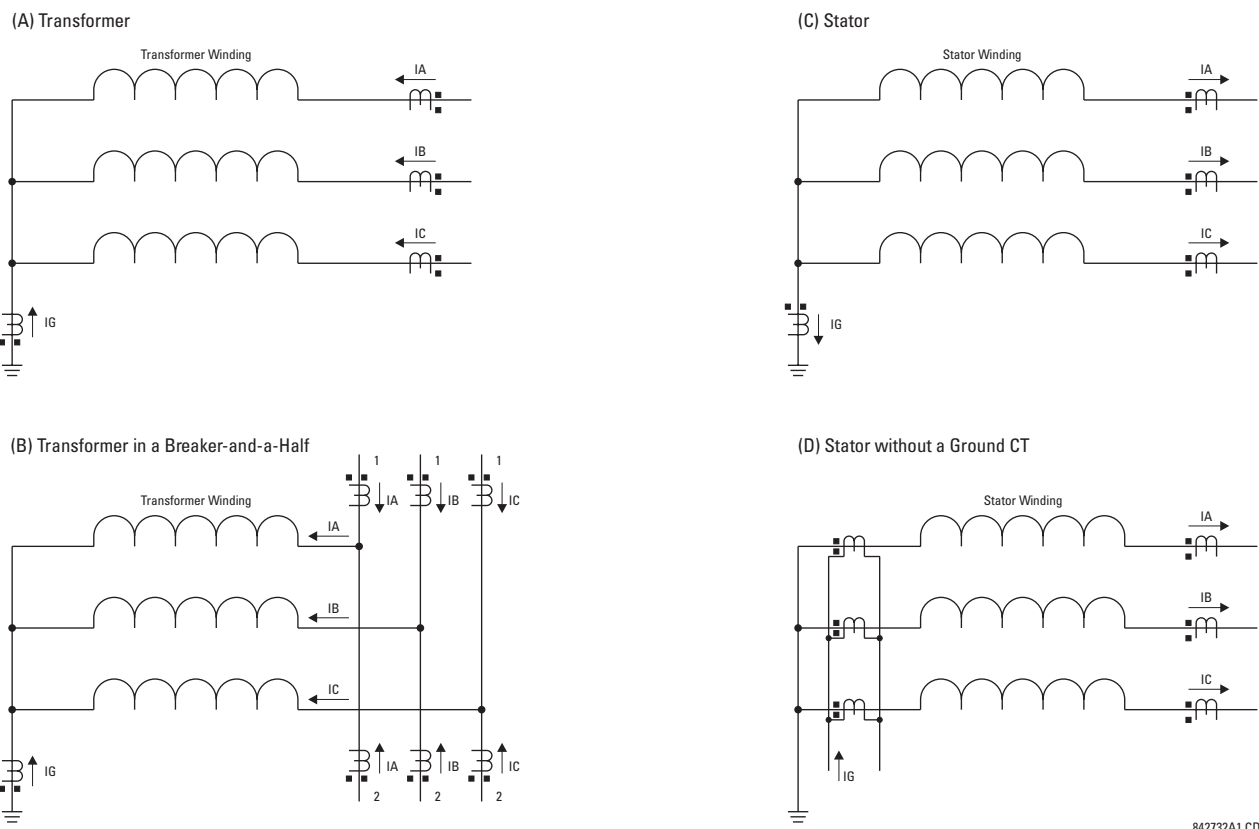 (A) Transformer
Transformer Winding
IA
IB
IC
IG
(C) Stator
Stator Winding
IA
IB
IC
IG
(B) Transformer in a Breaker-and-a-Half
1 1 1
IA IB IC
Transformer Winding
IA
IB
IC
IG
IA IB IC
2 2 2
(D) Stator without a Ground CT
Stator Winding
IA
IB
IC
IG